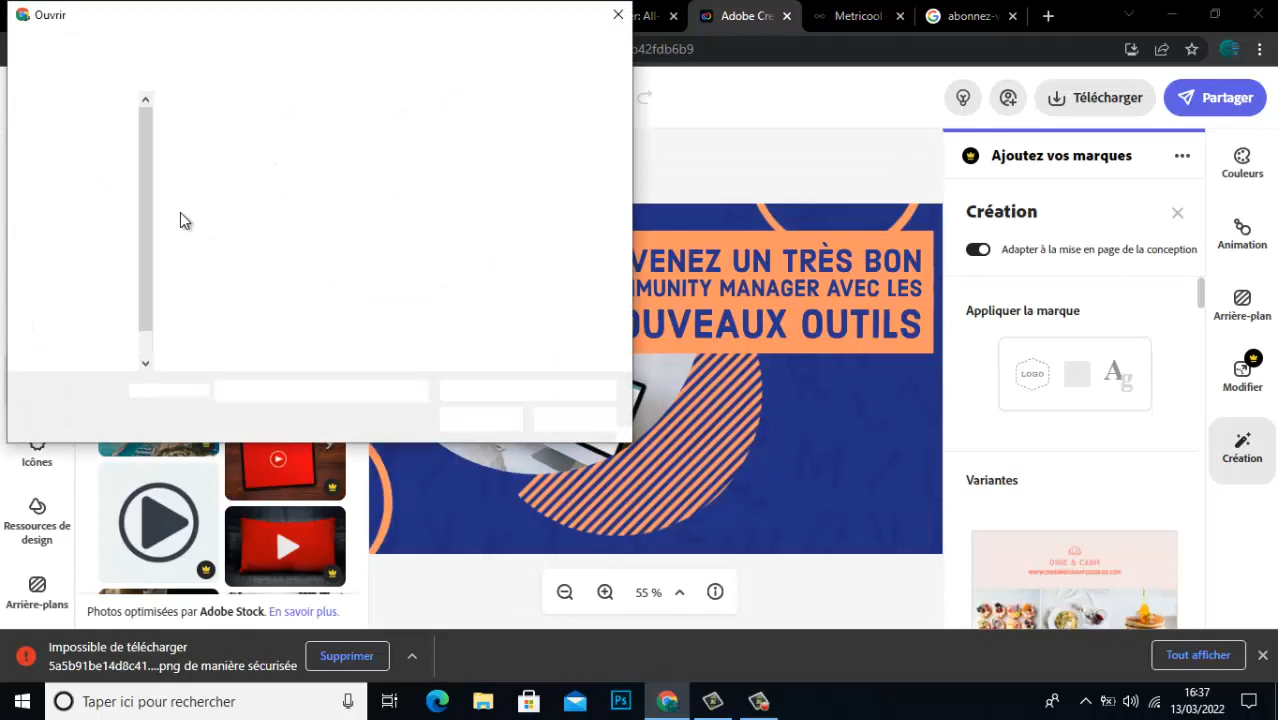 Ouvrir
er: All-
Adobe Cre
Metricool
abonnez-v
b42fdb6b9
Télécharger
Partager
Ajoutez vos marques
Couleurs
Création
Adapter à la mise en page de la conception
Animation
VENEZ UN TRÈS BON
MUNITY MANAGER AVEC LES
OUVEAUX OUTILS
Appliquer la marque
Arrière-plan
LOGO
Ag
Modifier
Icônes
Création
Variantes
Ressources de
design
DINE & CASH
Arrière-plans
55 %
Photos optimisées par Adobe Stock. En savoir plus.
Impossible de télécharger
5a5b91be14d8c41....png de manière sécurisée
Supprimer
Tout afficher
Taper ici pour rechercher
Ps
16:37
13/03/2022